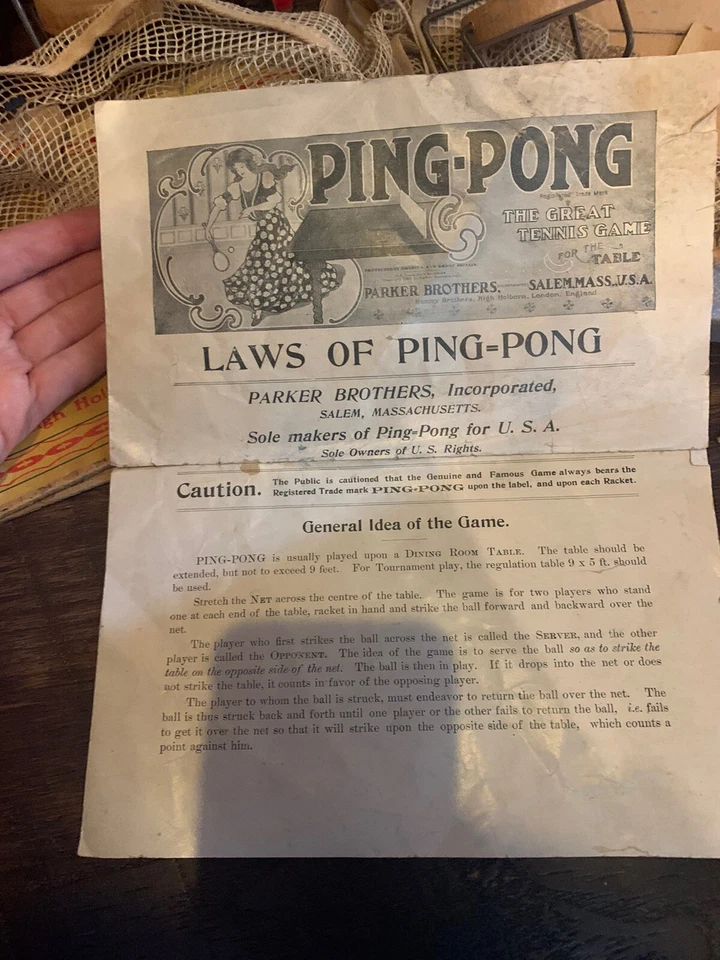 PING-PONG
Registered Trade Mark
THE GREAT
TENNIS GAME
FOR THE
TABLE
PARKER BROTHERS. SALEM, MASS., U.S.A.
Hamley Brothers, High Holborn, London, England
LAWS OF PING=PONG
PARKER BROTHERS, Incorporated,
SALEM, MASSACHUSETTS.
Sole makers of Ping=Pong for U. S. A.
Sole Owners of U. S. Rights.
Caution. The Public is cautioned that the Genuine and Famous Game always bears the
Registered Trade mark PING-PONG upon the label, and upon each Racket.
General Idea of the Game.
PING-PONG is usually played upon a DINING ROOM TABLE. The table should be
extended, but not to exceed 9 feet. For Tournament play, the regulation table 9 x 5 ft. should
be used.
Stretch the NET across the centre of the table. The game is for two players who stand
one at each end of the table, racket in hand and strike the ball forward and backward over the
net.
The player who first strikes the ball across the net is called the SERVER, and the other
player is called the OPPONENT. The idea of the game is to serve the ball so as to strike the
table on the opposite side of the net. The ball is then in play. If it drops into the net or does
not strike the table, it counts in favor of the opposing player.
The player to whom the ball is struck, must endeavor to return the ball over the net. The
ball is thus struck back and forth until one player or the other fails to return the ball, i.e. fails
to get it over the net so that it will strike upon the opposite side of the table, which counts a
point against him.